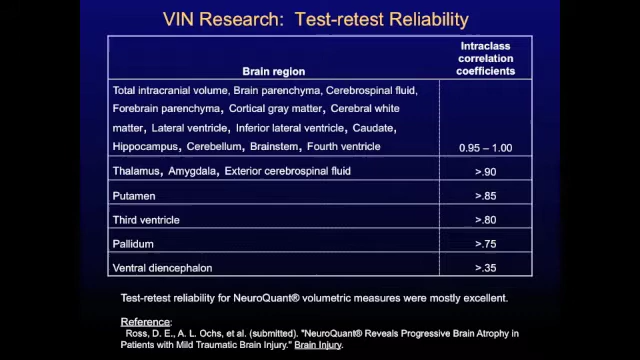 VIN Research: Test-retest Reliability
Brain region
Intraclass
correlation
coefficients
Total intracranial volume, Brain parenchyma, Cerebrospinal fluid,
Forebrain parenchyma, Cortical gray matter, Cerebral white
matter, Lateral ventricle, Inferior lateral ventricle, Caudate,
Hippocampus, Cerebellum, Brainstem, Fourth ventricle
0.95 – 1.00
Thalamus, Amygdala, Exterior cerebrospinal fluid
>.90
Putamen
>.85
Third ventricle
>.80
Pallidum
>.75
Ventral diencephalon
>.35
Test-retest reliability for NeuroQuant® volumetric measures were mostly excellent.
Reference:
Ross, D. E., A. L. Ochs, et al. (submitted). "NeuroQuant® Reveals Progressive Brain Atrophy in
Patients with Mild Traumatic Brain Injury." Brain Injury.